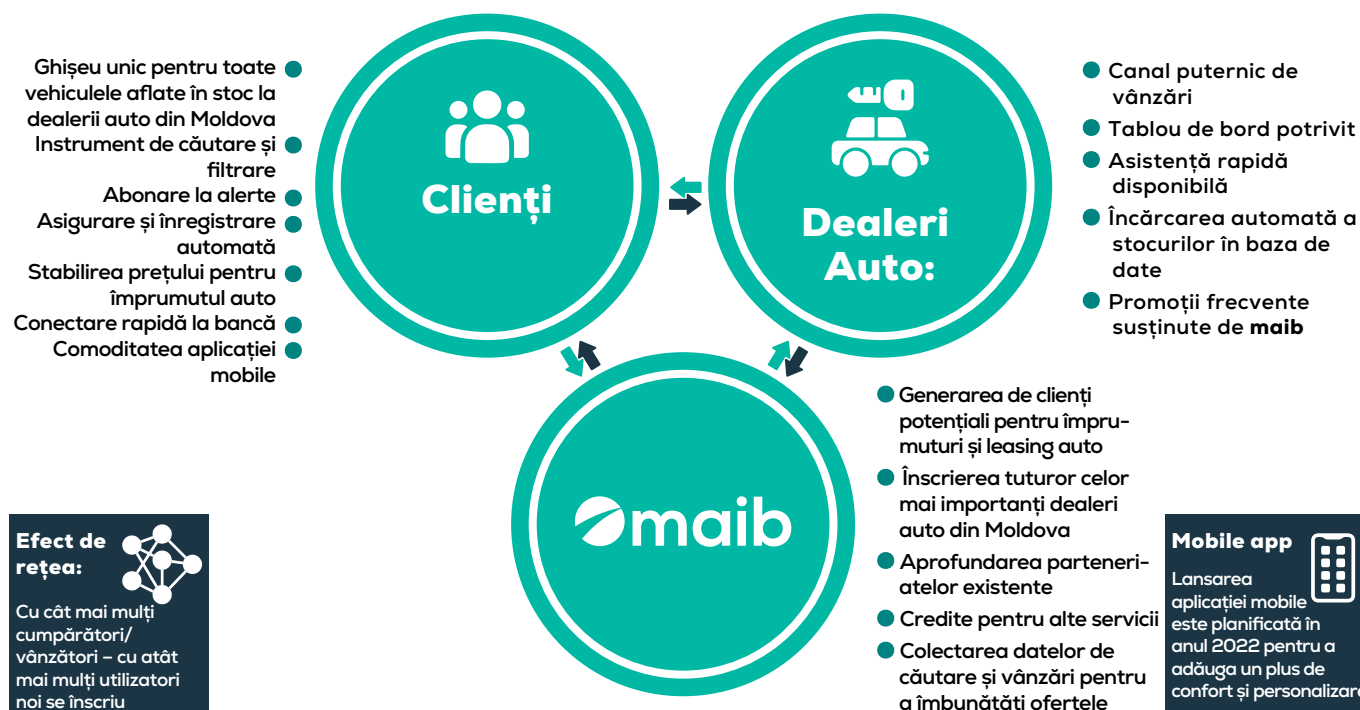 Ghișeu unic pentru toate
vehiculele aflate în stoc la
dealerii auto din Moldova
Instrument de căutare și
filtrare
Abonare la alerte
Asigurare și înregistrare
automată
Stabilirea prețului pentru
împrumutul auto
Conectare rapidă la bancă
Comoditatea aplicației
mobile
Clienți
Dealeri
Auto:
Canal puternic de
vânzări
Tablou de bord potrivit
Asistență rapidă
disponibilă
Încărcarea automată a
stocurilor în baza de
date
Promoții frecvente
susținute de maib
maib
Generarea de clienți
potențiali pentru împru-
muturi și leasing auto
Înscrierea tuturor celor
mai importanți dealeri
auto din Moldova
Aprofundarea parteneri-
atelor existente
Credite pentru alte servicii
Colectarea datelor de
căutare și vânzări pentru
a îmbunătăți ofertele
Efect de
rețea:
Cu cât mai mulți
cumpărători/
vânzători – cu atât
mai mulți utilizatori
noi se înscriu
Mobile app
Lansarea
aplicației mobile
este planificată în
anul 2022 pentru a
adăuga un plus de
confort și personalizare